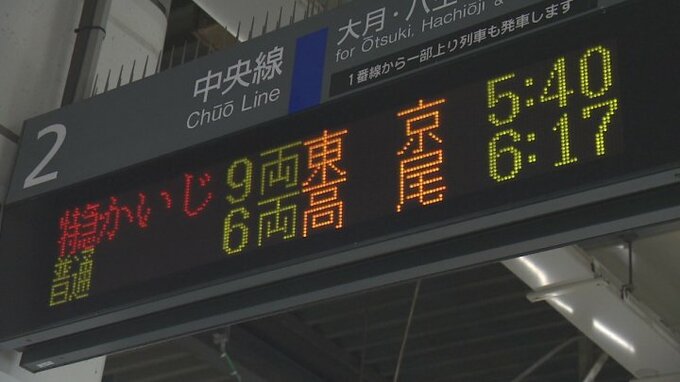 2
中央線
Chūō Line
大月・八
for Ōtsuki, Hachiōji &
1番線から一部上り列車も発車します
特急かいじ 9両 東京 5:40
普通 6両 高尾 6:17